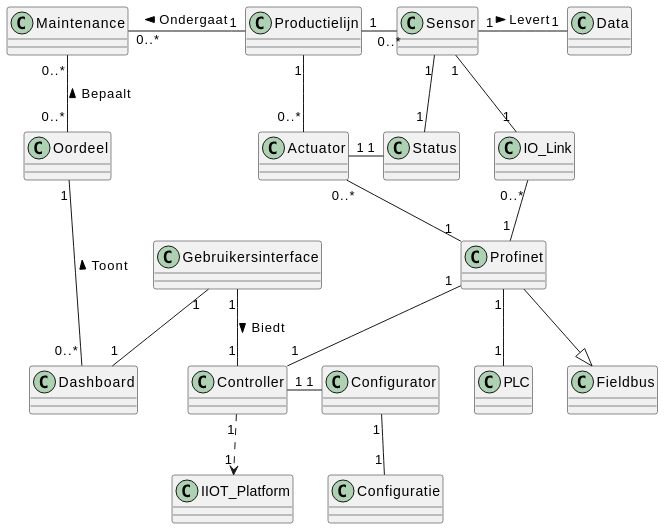 C Maintenance
◄ Ondergaat 1
0..*
C Productielijn
1
0..*
C Sensor
1 ► Levert 1
C Data
0..*
▲ Bepaalt
0..*
1
0..*
1
1
1
1
C Oordeel
C Actuator
1 1
C Status
C IO_Link
1
0..*
1
0..*
1
▲ Toont
0..*
C Gebruikersinterface
1
1
1
▼ Biedt
1
C Profinet
1
1
1
1
C Dashboard
C Controller
1 1
C Configurator
C PLC
C Fieldbus
1
1
1
1
C IIOT_Platform
C Configuratie